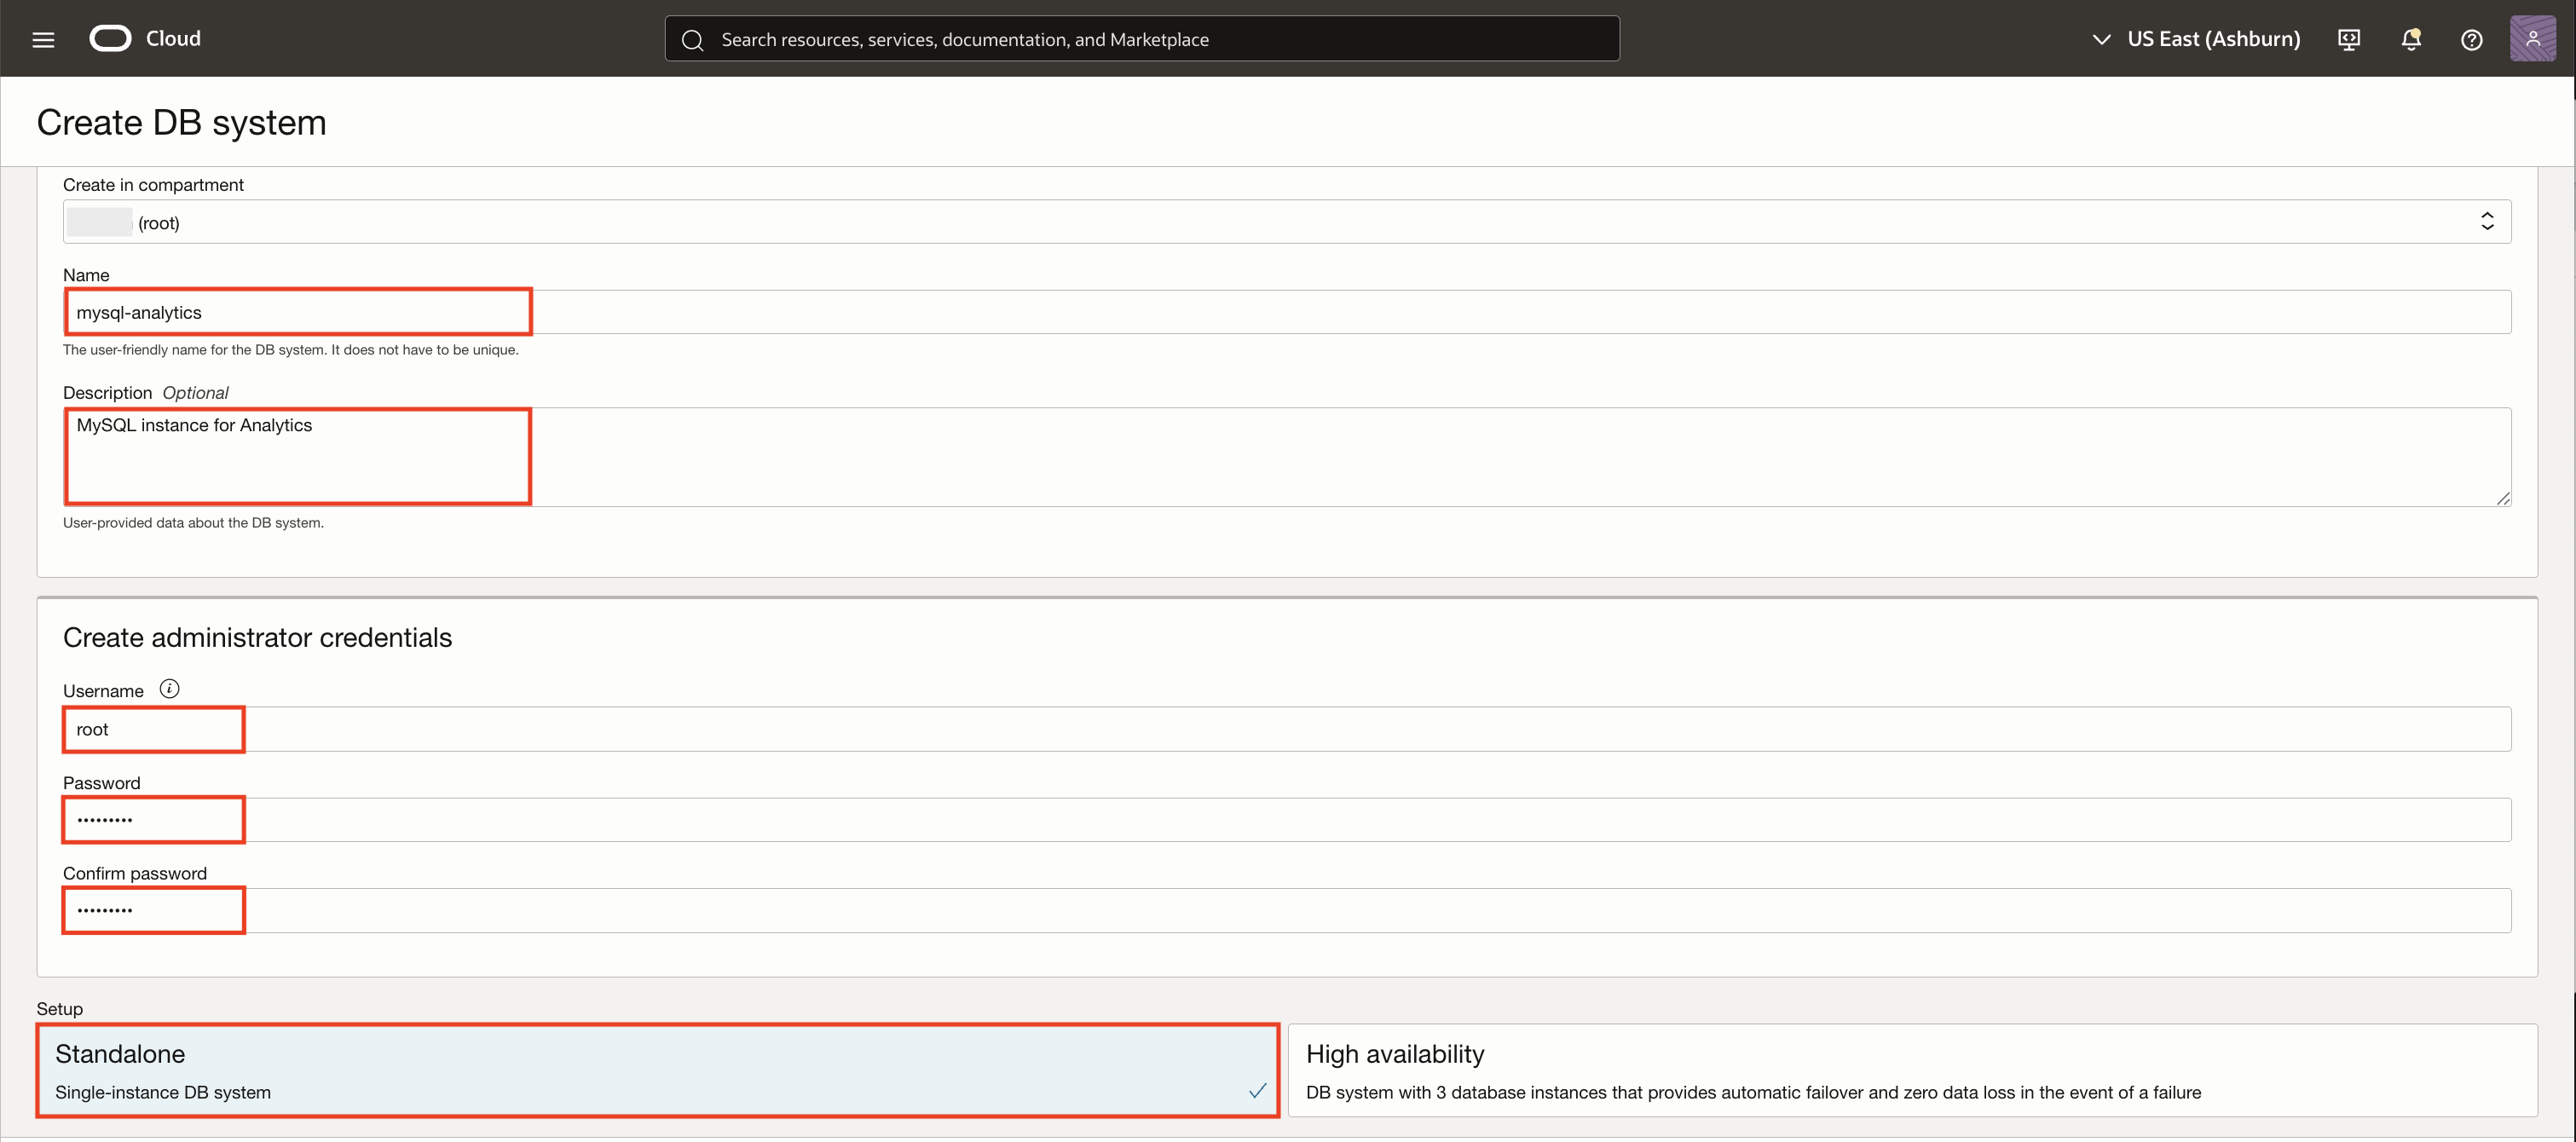 Cloud
Search resources, services, documentation, and Marketplace
US East (Ashburn)
Create DB system
Create in compartment
(root)
Name
mysql-analytics
The user-friendly name for the DB system. It does not have to be unique.
Description Optional
MySQL instance for Analytics
User-provided data about the DB system.
Create administrator credentials
Username
root
Password
•••••••••
Confirm password
•••••••••
Setup
Standalone
Single-instance DB system
High availability
DB system with 3 database instances that provides automatic failover and zero data loss in the event of a failure